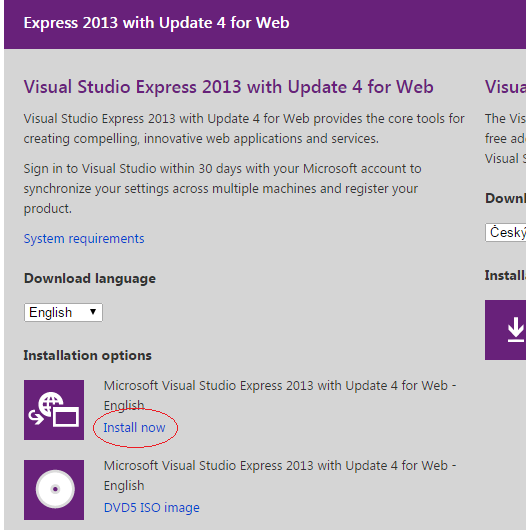 Express 2013 with Update 4 for Web
Visual Studio Express 2013 with Update 4 for Web
Visual Studio Express 2013 with Update 4 for Web provides the core tools for
creating compelling, innovative web applications and services.
Sign in to Visual Studio within 30 days with your Microsoft account to
synchronize your settings across multiple machines and register your
product.
System requirements
Download language
English
Installation options
Microsoft Visual Studio Express 2013 with Update 4 for Web -
English
Install now
Microsoft Visual Studio Express 2013 with Update 4 for Web -
English
DVD5 ISO image
The Vis
free ad
Visual S
Český